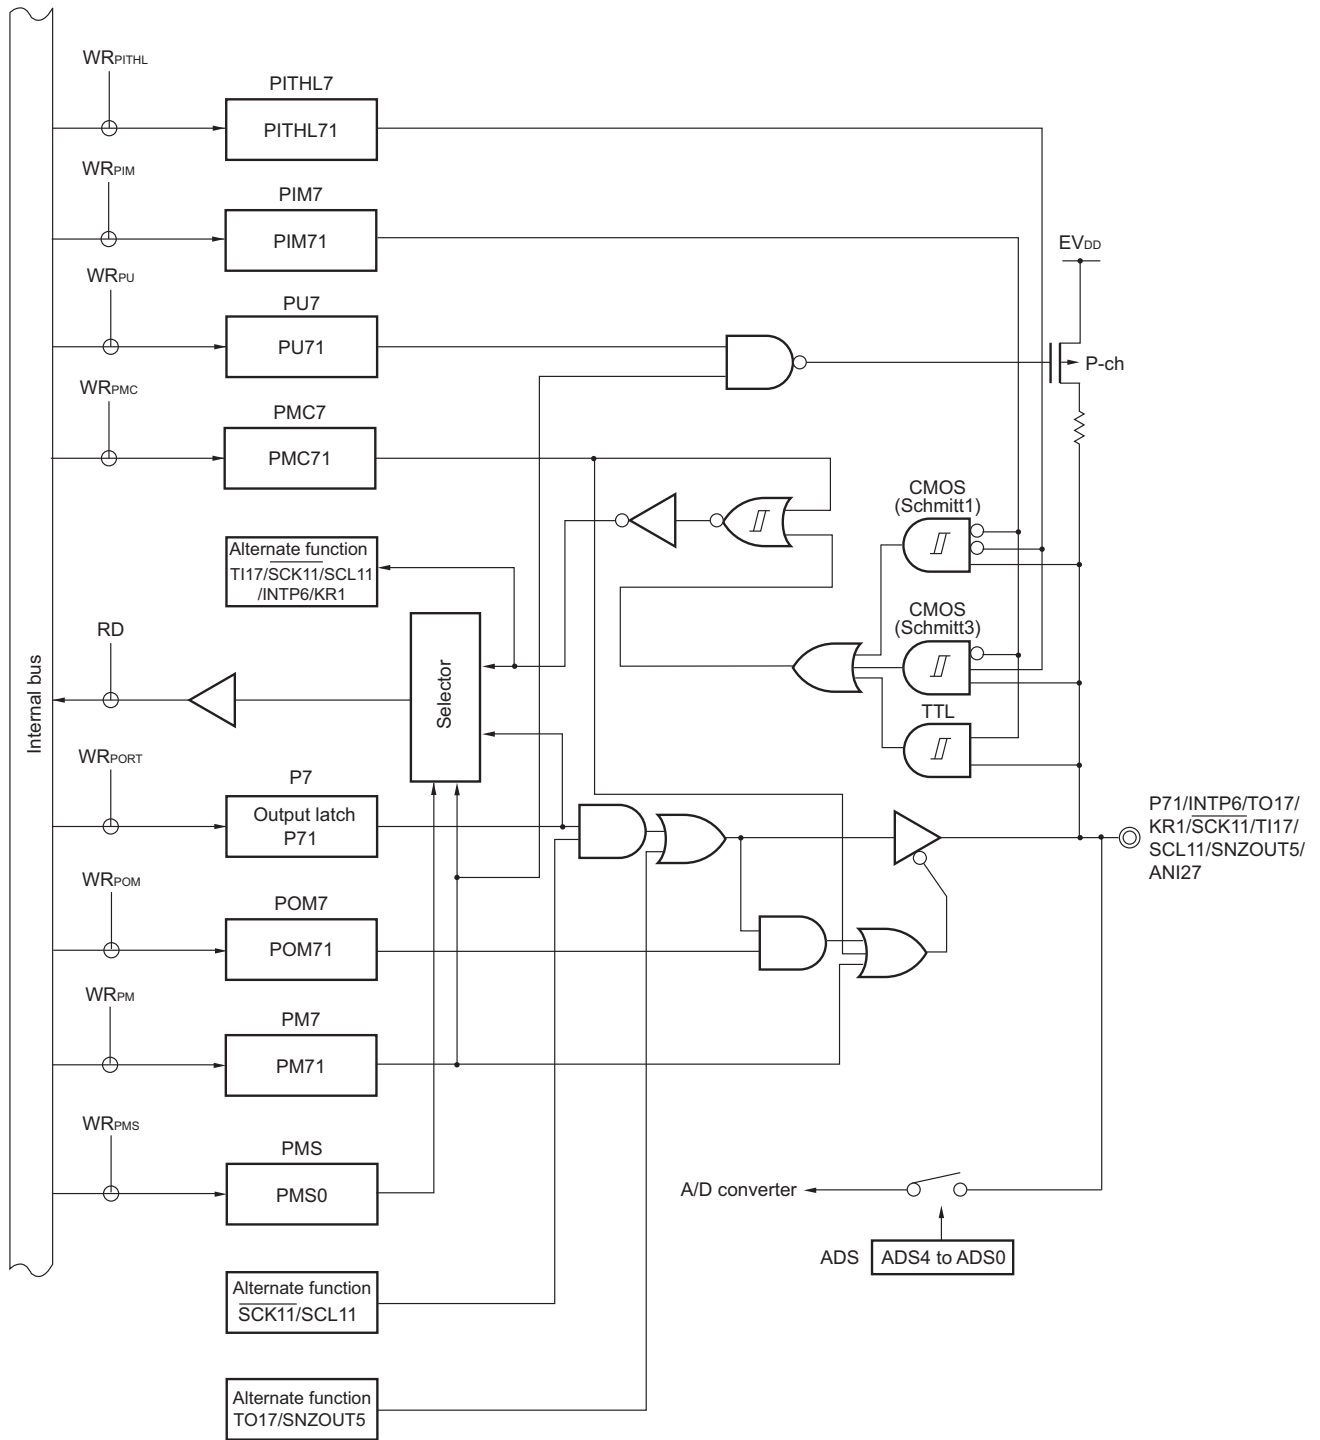 WRPITHL
PITHL7
PITHL71
WRPIM
PIM7
PIM71
EVDD
WRPU
PU7
PU71
P-ch
WRPMC
PMC7
PMC71
CMOS
(Schmitt1)
Alternate function
TI17/SCK11/SCL11
/INTP6/KR1
CMOS
(Schmitt3)
RD
Selector
Internal bus
TTL
WRPORT
P7
Output latch
P71
P71/INTP6/TO17/
KR1/SCK11/TI17/
SCL11/SNZOUT5/
ANI27
WRPOM
POM7
POM71
WRPM
PM7
PM71
WRPMS
PMS
PMS0
A/D converter
ADS
ADS4 to ADS0
Alternate function
SCK11/SCL11
Alternate function
TO17/SNZOUT5